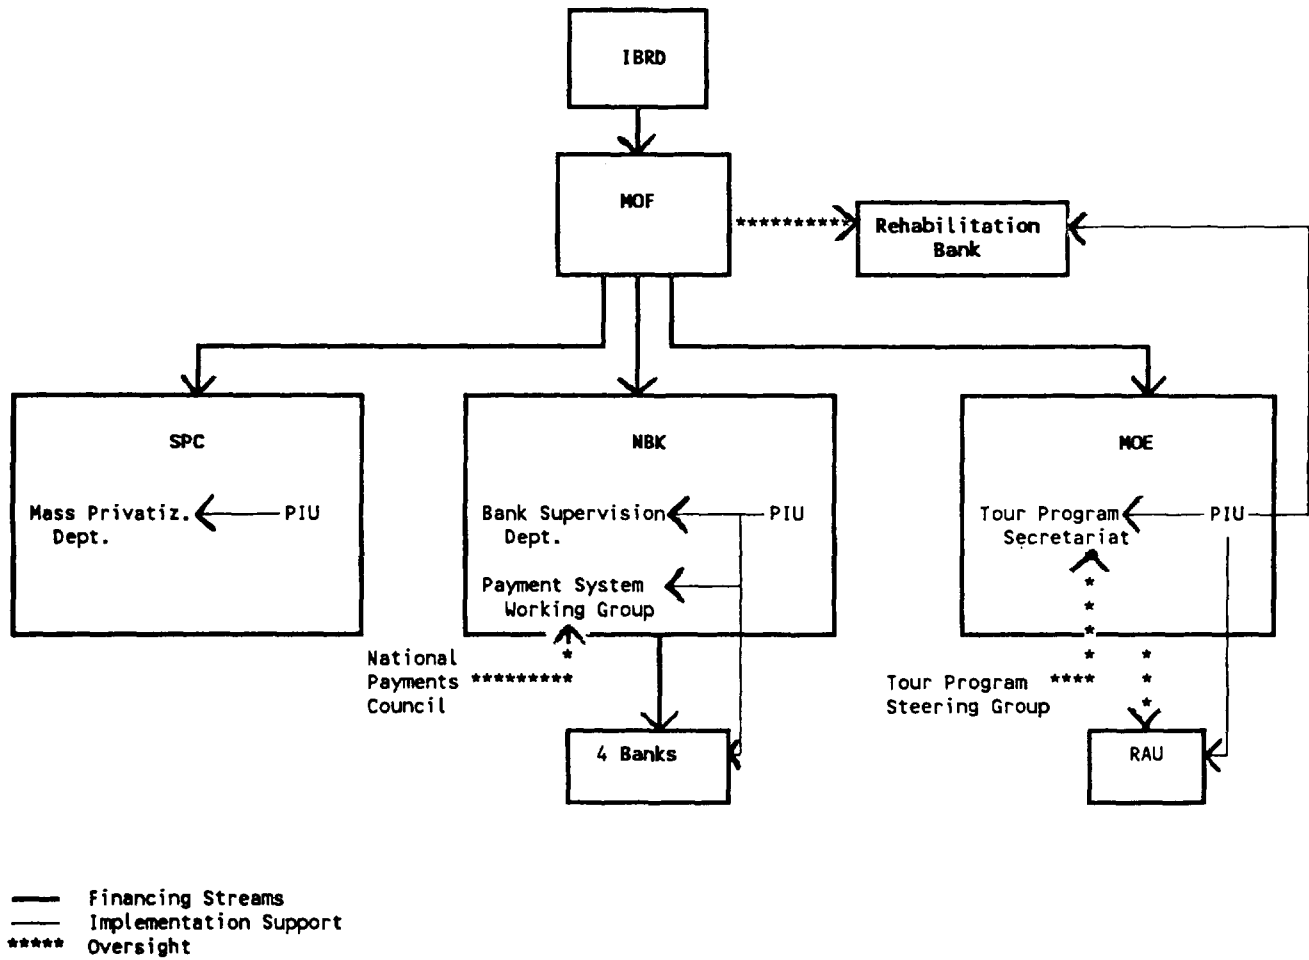 IBRD
MOF
Rehabilitation
Bank
SPC
NBK
MOE
Mass Privatiz.
Dept.
PIU
Bank Supervision
Dept.
PIU
Payment System
Working Group
Tour Program
Secretariat
PIU
National
Payments
Council
Tour Program
Steering Group
4 Banks
RAU
Financing Streams
Implementation Support
***** Oversight